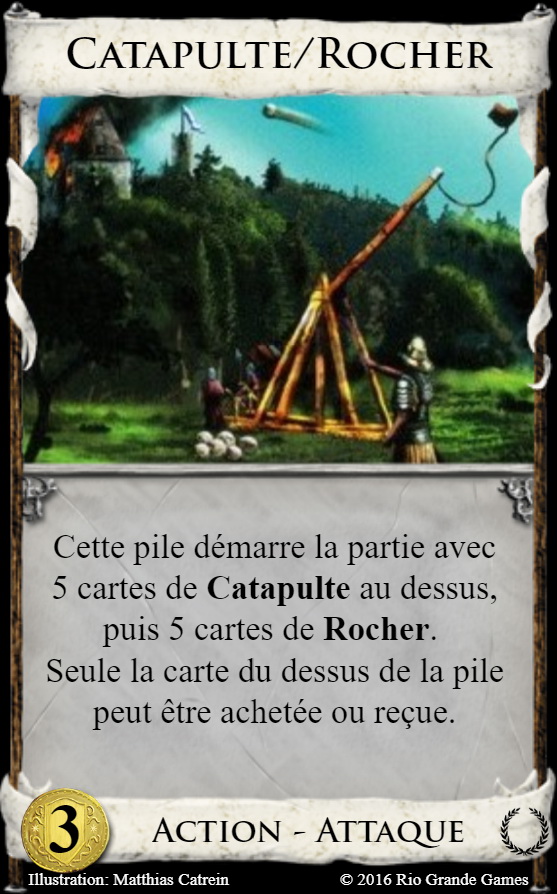 Catapulte/Rocher
Cette pile démarre la partie avec
5 cartes de Catapulte au dessus,
puis 5 cartes de Rocher.
Seule la carte du dessus de la pile
peut être achetée ou reçue.
3
Action - Attaque
Illustration: Matthias Catrein
© 2016 Rio Grande Games